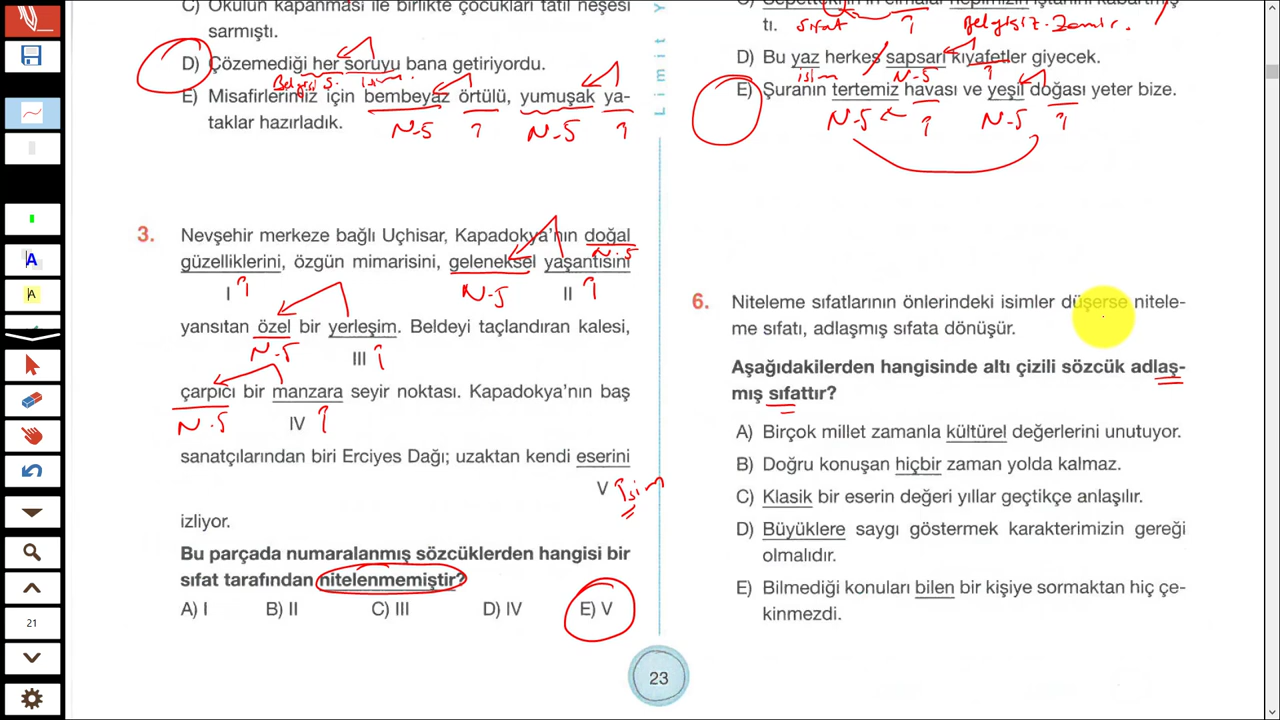 C) Okulun kapanması ile birlikte çocukları tatil neşesi
sarmıştı.
D) Çözemediği her soruyu bana getiriyordu.
Belgisiz S. isim.
E) Misafirlerimiz için bembeyaz örtülü, yumuşak ya-
taklar hazırladık.
N-S i N-S i
3. Nevşehir merkeze bağlı Uçhisar, Kapadokya'nın doğal
N.S
güzelliklerini, özgün mimarisini, geleneksel yaşantısını
I i N.S II i
yansıtan özel bir yerleşim. Beldeyi taçlandıran kalesi,
N.S III i
çarpıcı bir manzara seyir noktası. Kapadokya'nın baş
N.S IV i
sanatçılarından biri Erciyes Dağı; uzaktan kendi eserini
V isim
izliyor.
Bu parçada numaralanmış sözcüklerden hangisi bir
sıfat tarafından nitelenmemiştir?
A) I B) II C) III D) IV E) V
sıfat i Belgisiz. Zamir.
tı.
D) Bu yaz herkes sapsarı kıyafetler giyecek.
isim N-S i
E) Şuranın tertemiz havası ve yeşil doğası yeter bize.
N-S i N-S i
6. Niteleme sıfatlarının önlerindeki isimler düşerse nitele-
me sıfatı, adlaşmış sıfata dönüşür.
Aşağıdakilerden hangisinde altı çizili sözcük adlaş-
mış sıfattır?
A) Birçok millet zamanla kültürel değerlerini unutuyor.
B) Doğru konuşan hiçbir zaman yolda kalmaz.
C) Klasik bir eserin değeri yıllar geçtikçe anlaşılır.
D) Büyüklere saygı göstermek karakterimizin gereği
olmalıdır.
E) Bilmediği konuları bilen bir kişiye sormaktan hiç çe-
kinmezdi.
Limit Y
23
A
A
21